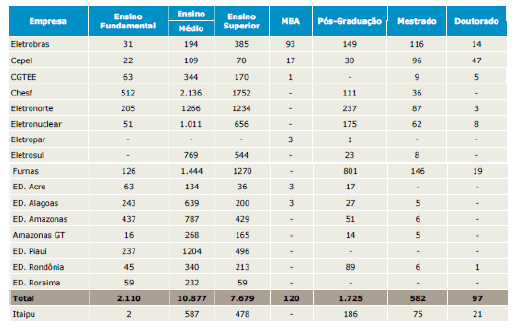 Empresa Ensino Fundamental Ensino Médio Ensino Superior MBA Pós-Graduação Mestrado Doutorado
Eletrobras 31 194 385 93 149 116 14
Cepel 22 109 70 17 30 96 47
CGTEE 63 344 170 1 - 9 5
Chesf 512 2.136 1752 - 111 36 -
Eletronorte 205 1266 1234 - 237 87 3
Eletronuclear 51 1.011 656 - 175 62 8
Eletropar - - - 3 1 - -
Eletrosul - 769 544 - 23 8 -
Furnas 126 1.444 1270 - 801 146 19
ED. Acre 63 134 36 3 17 - -
ED. Alagoas 243 639 200 3 27 5 -
ED. Amazonas 437 787 429 - 51 6 -
Amazonas GT 16 268 165 - 14 5 -
ED. Piauí 237 1204 496 - - - -
ED. Rondônia 45 340 213 - 89 6 1
ED. Roraima 59 232 59 - - - -
Total 2.110 10.877 7.679 120 1.725 582 97
Itaipu 2 587 478 - 186 75 21